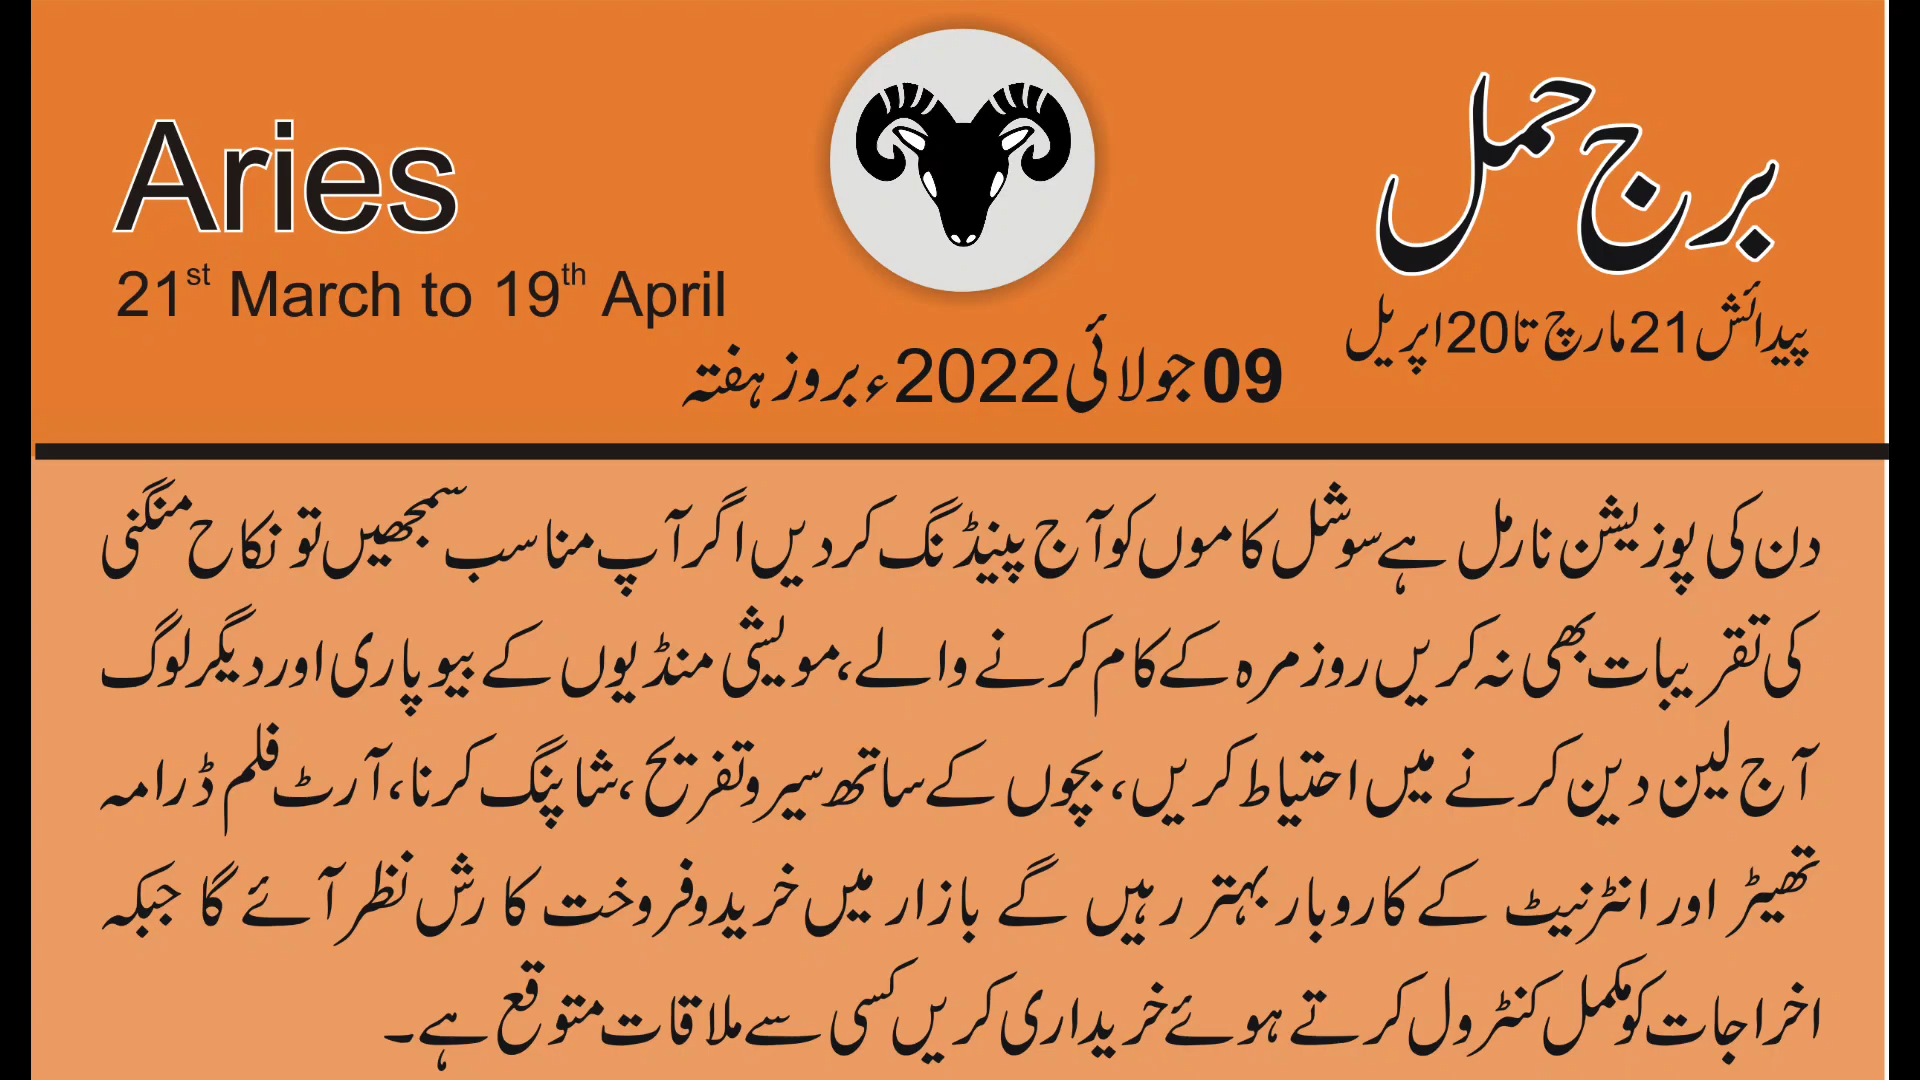 Aries
برج حمل
21st March to 19th April
پیدائش 21 مارچ تا 20 اپریل
09 جولائی 2022ء بروز ہفتہ
دن کی پوزیشن نارمل ہے سوشل کاموں کو آج پینڈنگ کردیں اگر آپ مناسب سمجھیں تو نکاح منگنی
کی تقریبات بھی نہ کریں روزمرہ کے کام کرنے والے، مویشی منڈیوں کے بیوپاری اور دیگر لوگ
آج لین دین کرنے میں احتیاط کریں، بچوں کے ساتھ سیر و تفریح، شاپنگ کرنا، آرٹ فلم ڈرامہ
تھیٹر اور انٹرنیٹ کے کاروبار بہتر رہیں گے بازار میں خریدوفروخت کا رش نظر آئے گا جبکہ
اخراجات کو مکمل کنٹرول کرتے ہوئے خریداری کریں کسی سے ملاقات متوقع ہے۔